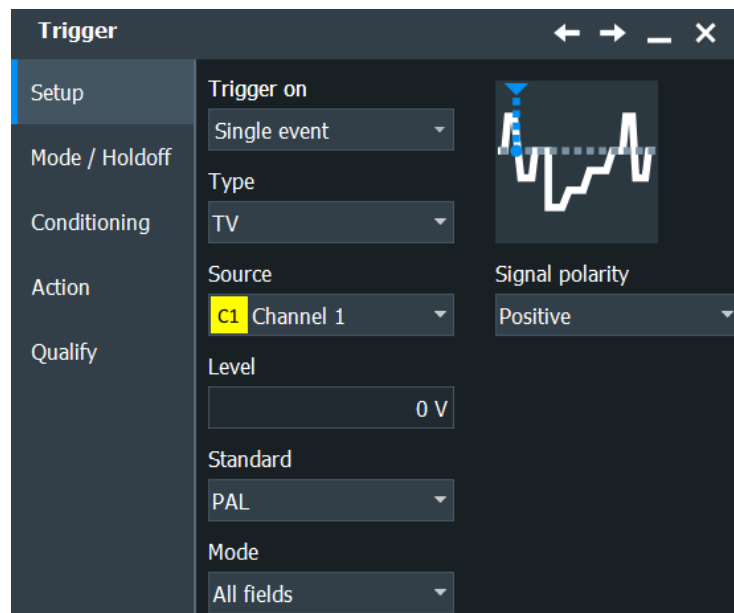 Trigger
Setup
Mode / Holdoff
Conditioning
Action
Qualify
Trigger on
Single event
Type
TV
Source
C1 Channel 1
Level
0 V
Standard
PAL
Mode
All fields
Signal polarity
Positive